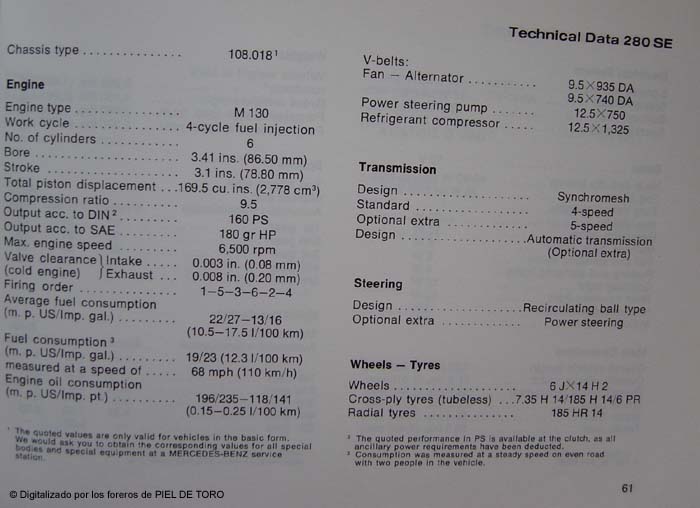 Technical Data 280 SE
Chassis type ............... 108.018¹
Engine
Engine type ................ M 130
Work cycle ................ 4-cycle fuel injection
No. of cylinders ............ 6
Bore ...................... 3.41 ins. (86.50 mm)
Stroke .................... 3.1 ins. (78.80 mm)
Total piston displacement ...169.5 cu. ins. (2,778 cm³)
Compression ratio .......... 9.5
Output acc. to DIN² ......... 160 PS
Output acc. to SAE ......... 180 gr HP
Max. engine speed ......... 6,500 rpm
Valve clearance } Intake ..... 0.003 in. (0.08 mm)
(cold engine) } Exhaust ... 0.008 in. (0.20 mm)
Firing order ................ 1–5–3–6–2–4
Average fuel consumption
(m. p. US/Imp. gal.) ......... 22/27–13/16
(10.5–17.5 l/100 km)
Fuel consumption ³
(m. p. US/Imp. gal.) ......... 19/23 (12.3 l/100 km)
measured at a speed of ..... 68 mph (110 km/h)
Engine oil consumption
(m. p. US/Imp. pt.) .......... 196/235–118/141
(0.15–0.25 l/100 km)
¹ The quoted values are only valid for vehicles in the basic form.
We would ask you to obtain the corresponding values for all special
bodies and special equipment at a MERCEDES-BENZ service
station.
V-belts:
Fan – Alternator ........... 9.5×935 DA
9.5×740 DA
Power steering pump ....... 12.5×750
Refrigerant compressor ..... 12.5×1,325
Transmission
Design ................... Synchromesh
Standard ................. 4-speed
Optional extra ............ 5-speed
Design ..................Automatic transmission
(Optional extra)
Steering
Design ..................Recirculating ball type
Optional extra ............ Power steering
Wheels – Tyres
Wheels .................... 6 J×14 H 2
Cross-ply tyres (tubeless) ...7.35 H 14/185 H 14/6 PR
Radial tyres ............... 185 HR 14
² The quoted performance in PS is available at the clutch, as all
ancillary power requirements have been deducted.
³ Consumption was measured at a steady speed on even road
with two people in the vehicle.
61
© Digitalizado por los foreros de PIEL DE TORO